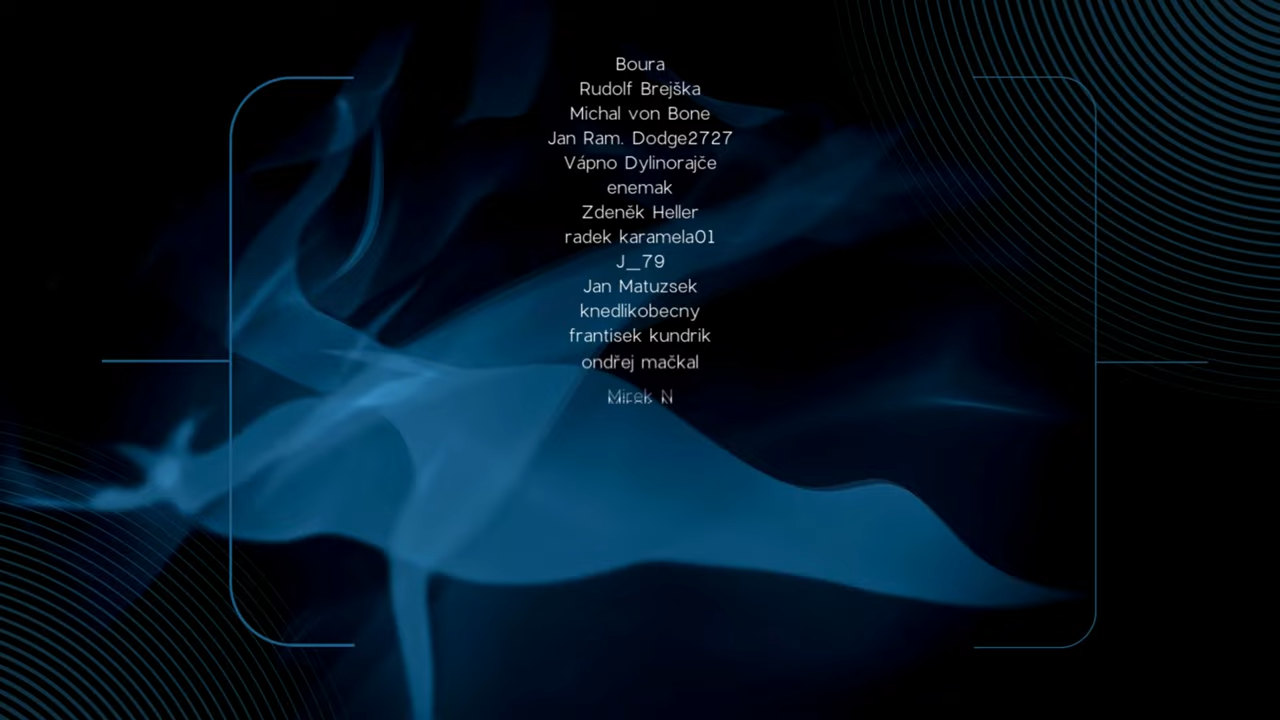 Boura
Rudolf Brejška
Michal von Bone
Jan Ram. Dodge2727
Vápno Dylinorajče
enemak
Zdeněk Heller
radek karamela01
J_79
Jan Matuzsek
knedlikobecny
frantisek kundrik
ondřej mačkal
Mirek N